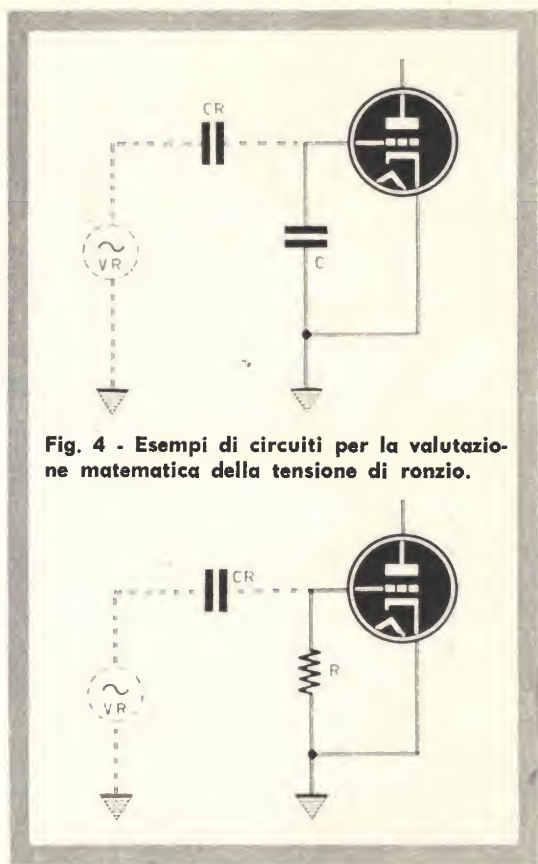 CR
VR
C
Fig. 4 - Esempi di circuiti per la valutazio-
ne matematica della tensione di ronzio.
CR
R
VR